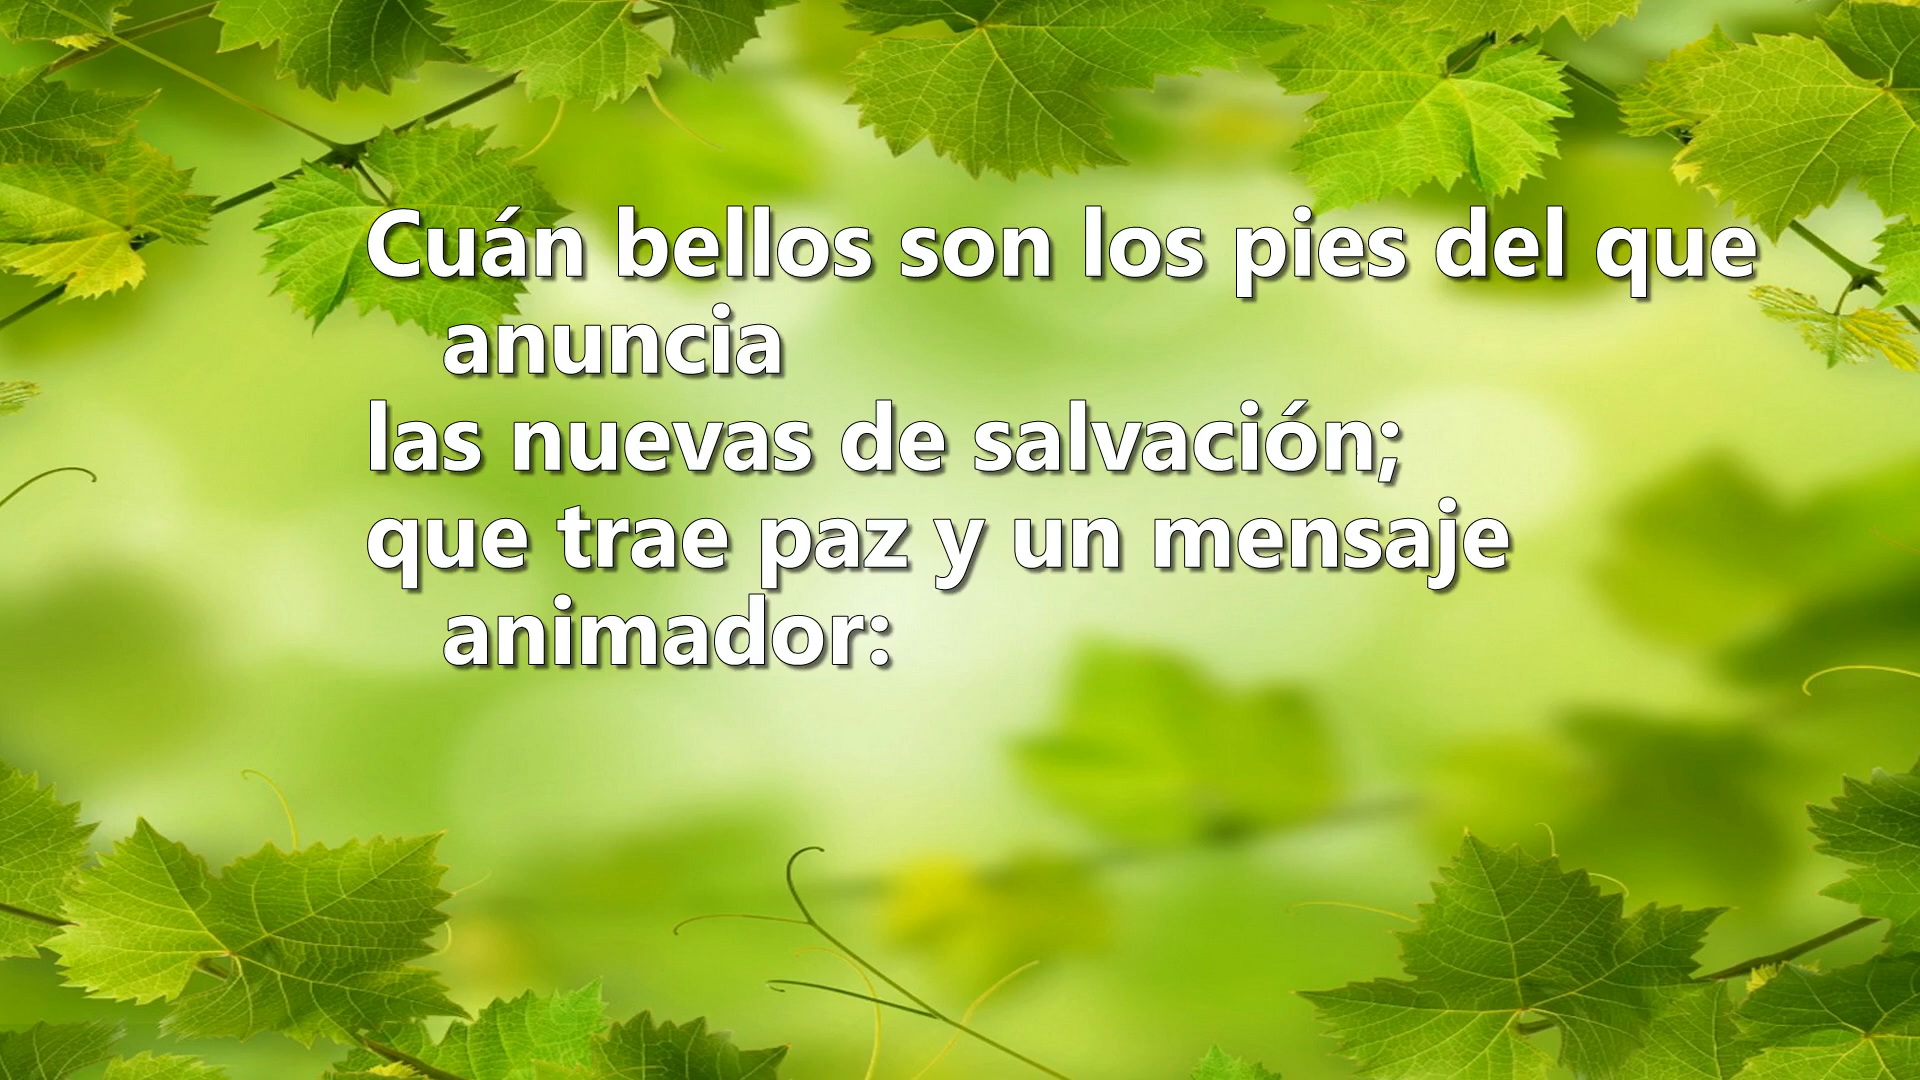 Cuán bellos son los pies del que
anuncia
las nuevas de salvación;
que trae paz y un mensaje
animador: